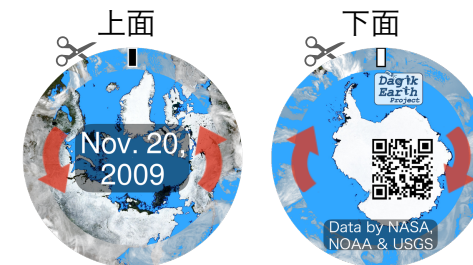 上面
下面
Nov. 20,
2009
Dagik
Earth
Project
Data by NASA,
NOAA & USGS